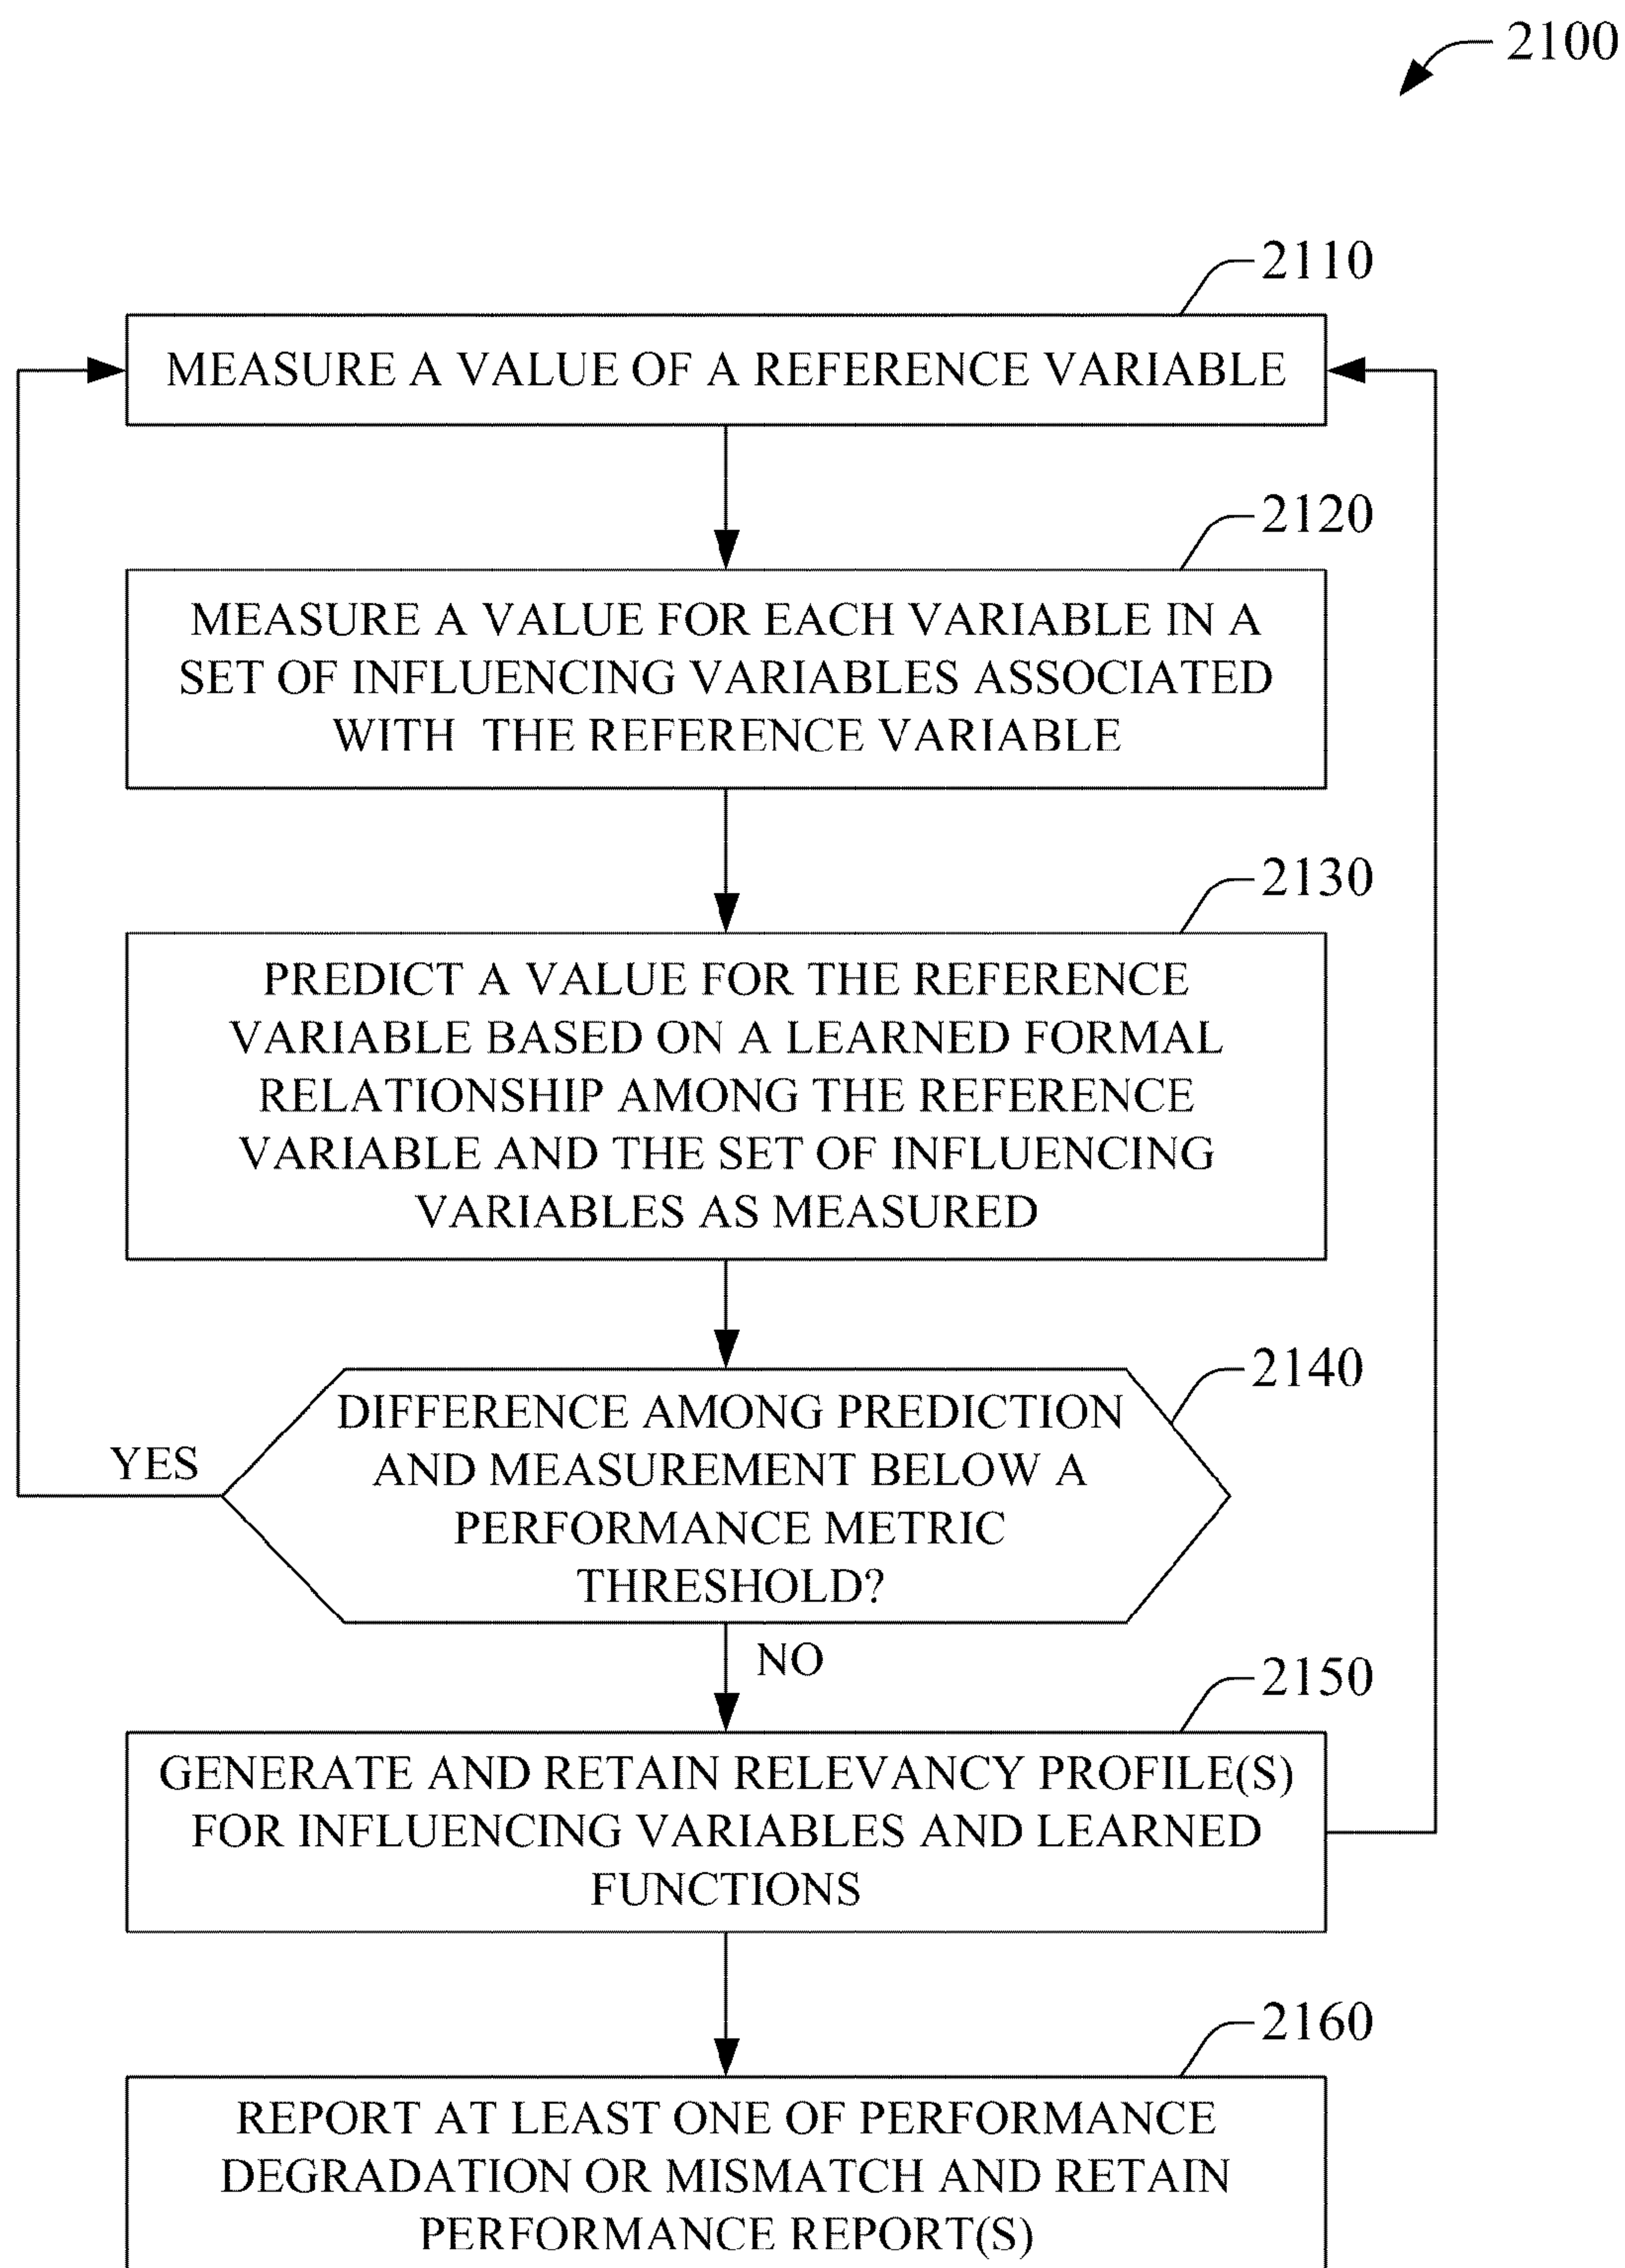 2100
2110
MEASURE A VALUE OF A REFERENCE VARIABLE
2120
MEASURE A VALUE FOR EACH VARIABLE IN A
SET OF INFLUENCING VARIABLES ASSOCIATED
WITH THE REFERENCE VARIABLE
2130
PREDICT A VALUE FOR THE REFERENCE
VARIABLE BASED ON A LEARNED FORMAL
RELATIONSHIP AMONG THE REFERENCE
VARIABLE AND THE SET OF INFLUENCING
VARIABLES AS MEASURED
2140
DIFFERENCE AMONG PREDICTION
AND MEASUREMENT BELOW A
PERFORMANCE METRIC
THRESHOLD?
YES
NO
2150
GENERATE AND RETAIN RELEVANCY PROFILE(S)
FOR INFLUENCING VARIABLES AND LEARNED
FUNCTIONS
2160
REPORT AT LEAST ONE OF PERFORMANCE
DEGRADATION OR MISMATCH AND RETAIN
PERFORMANCE REPORT(S)